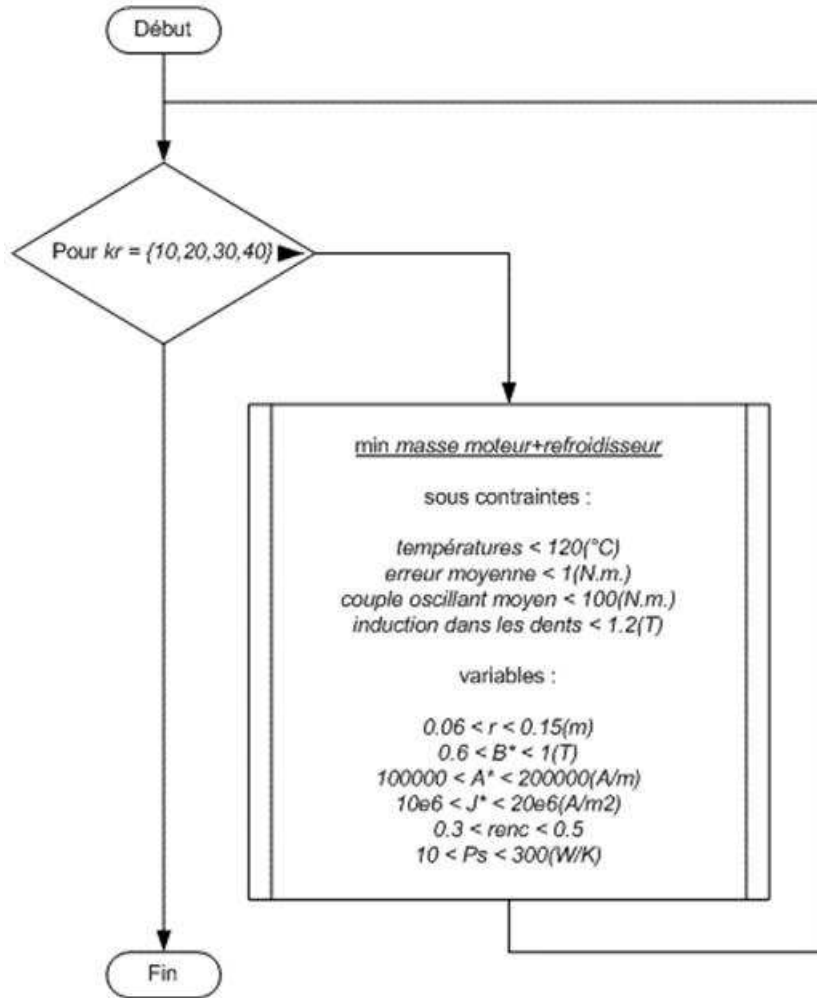 Début
Pour kr = {10,20,30,40}
min masse moteur+refroidisseur
sous contraintes :
températures < 120(°C)
erreur moyenne < 1(N.m.)
couple oscillant moyen < 100(N.m.)
induction dans les dents < 1.2(T)
variables :
0.06 < r < 0.15(m)
0.6 < B* < 1(T)
100000 < A* < 200000(A/m)
10e6 < J* < 20e6(A/m2)
0.3 < renc < 0.5
10 < Ps < 300(W/K)
Fin